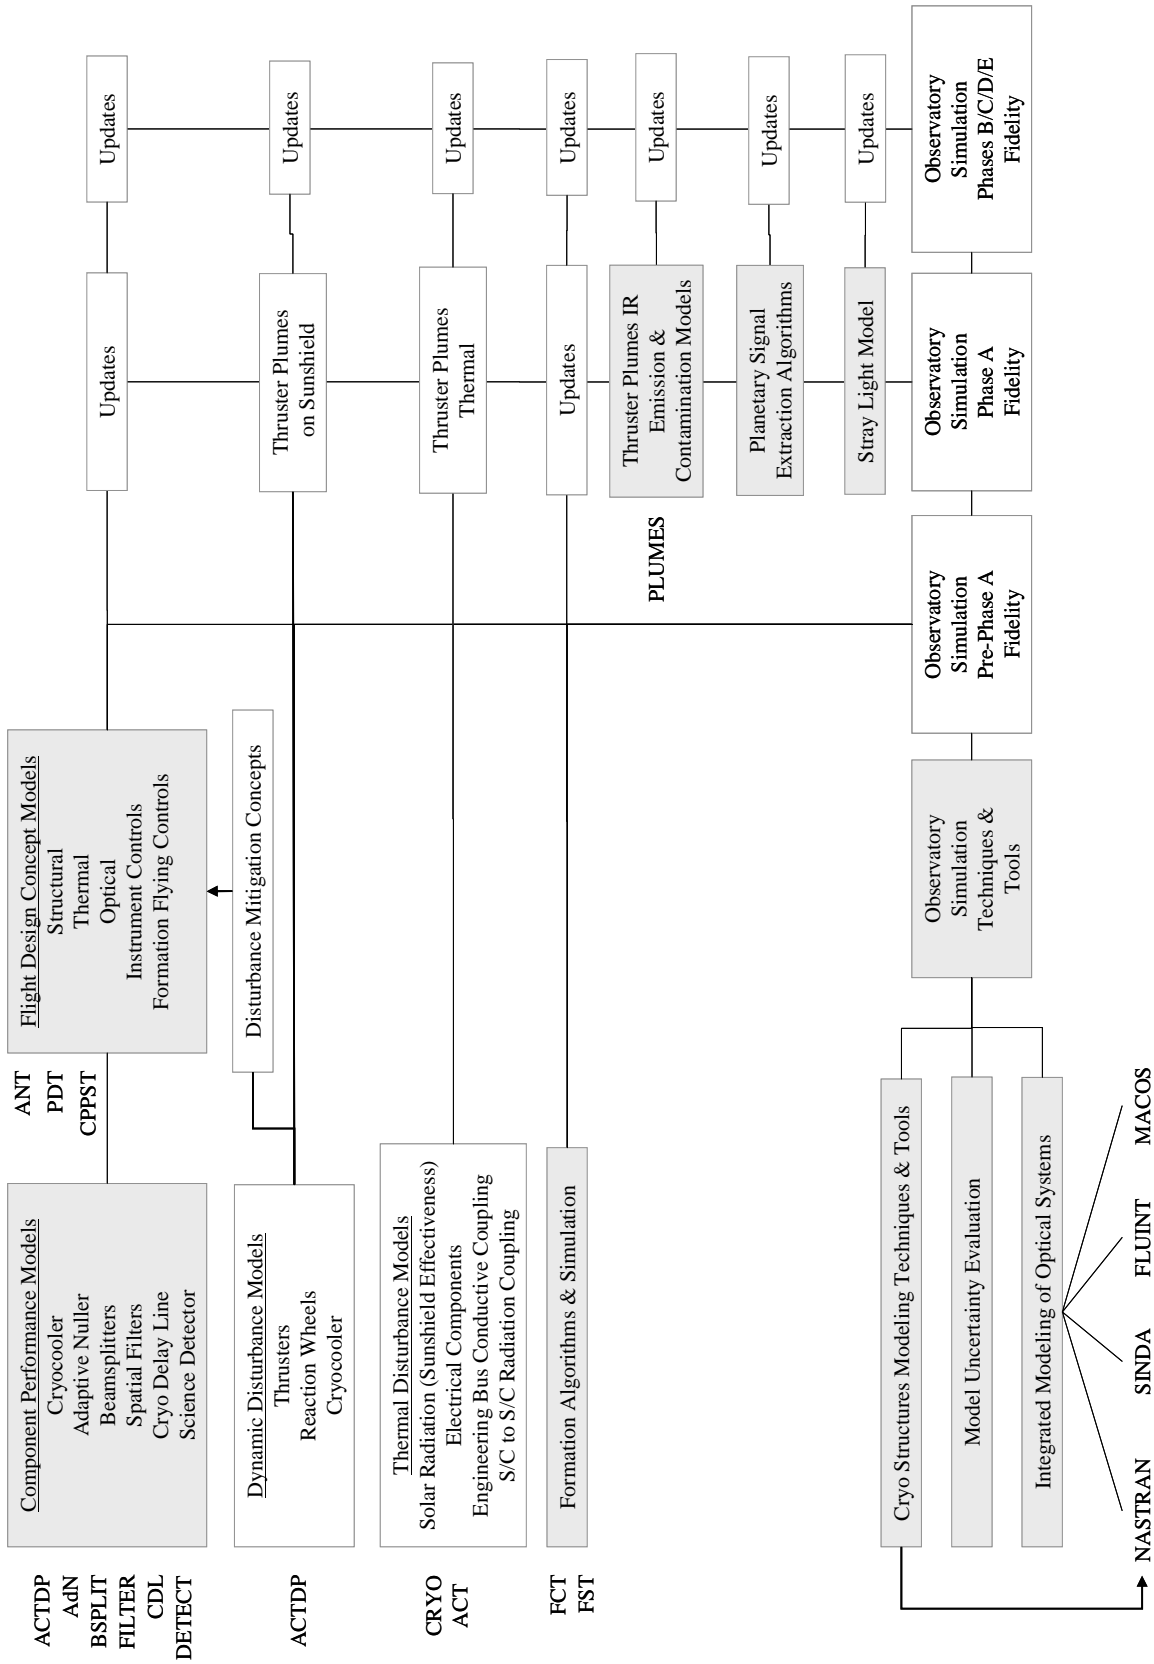 ACTDP
AdN
BSPLIT
FILTER
CDL
DETECT
Component Performance Models
Cryocooler
Adaptive Nuller
Beamsplitters
Spatial Filters
Cryo Delay Line
Science Detector
ANT
PDT
CPPST
Flight Design Concept Models
Structural
Thermal
Optical
Instrument Controls
Formation Flying Controls
Updates
Updates
ACTDP
Dynamic Disturbance Models
Thrusters
Reaction Wheels
Cryocooler
Disturbance Mitigation Concepts
Thruster Plumes
on Sunshield
Updates
CRYO
ACT
Thermal Disturbance Models
Solar Radiation (Sunshield Effectiveness)
Electrical Components
Engineering Bus Conductive Coupling
S/C to S/C Radiation Coupling
Thruster Plumes
Thermal
Updates
FCT
FST
Formation Algorithms & Simulation
Updates
Updates
PLUMES
Thruster Plumes IR
Emission &
Contamination Models
Updates
Planetary Signal
Extraction Algorithms
Updates
Stray Light Model
Updates
Cryo Structures Modeling Techniques & Tools
Model Uncertainty Evaluation
Integrated Modeling of Optical Systems
Observatory
Simulation
Techniques &
Tools
Observatory
Simulation
Pre-Phase A
Fidelity
Observatory
Simulation
Phase A
Fidelity
Observatory
Simulation
Phases B/C/D/E
Fidelity
NASTRAN
SINDA
FLUINT
MACOS